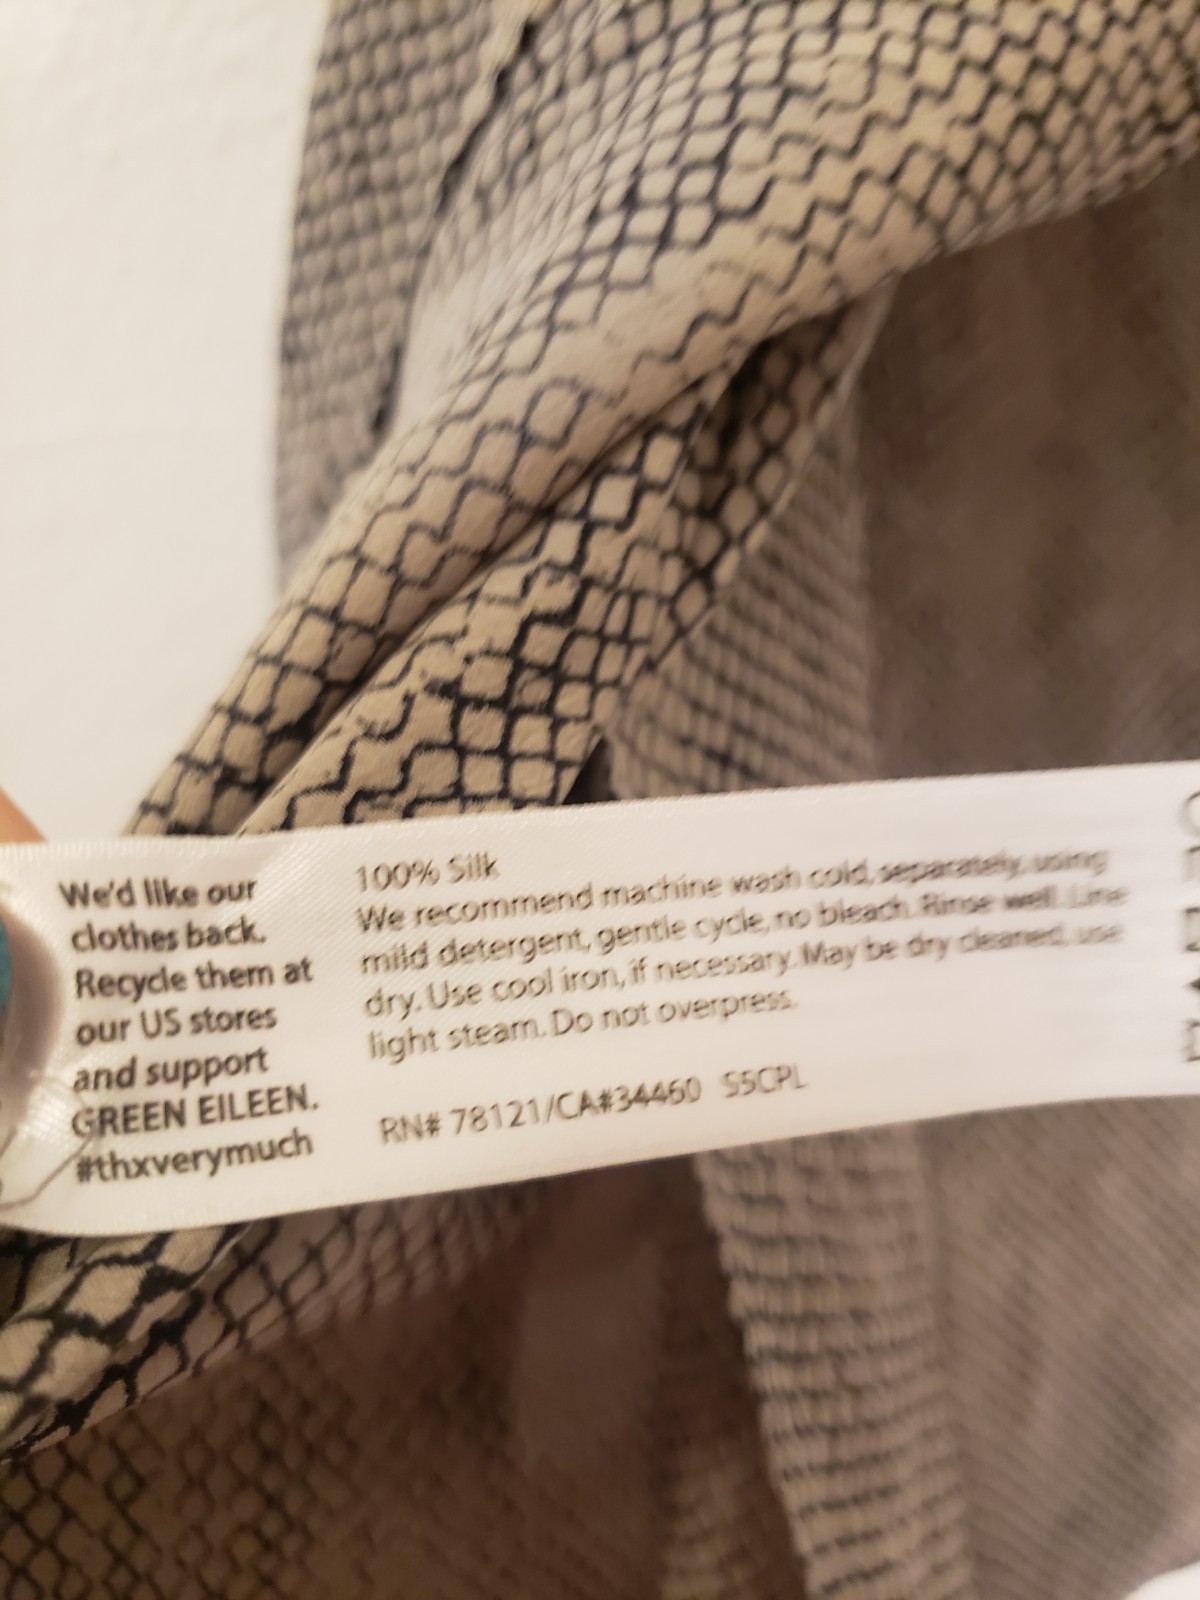 We'd like our
clothes back.
Recycle them at
our US stores
and support
GREEN EILEEN.
#thxverymuch
100% Silk
We recommend machine wash cold, separately, using
mild detergent, gentle cycle, no bleach. Rinse well. Line
dry. Use cool iron, if necessary. May be dry cleaned, use
light steam. Do not overpress.
RN# 78121/CA#34460 S5CPL